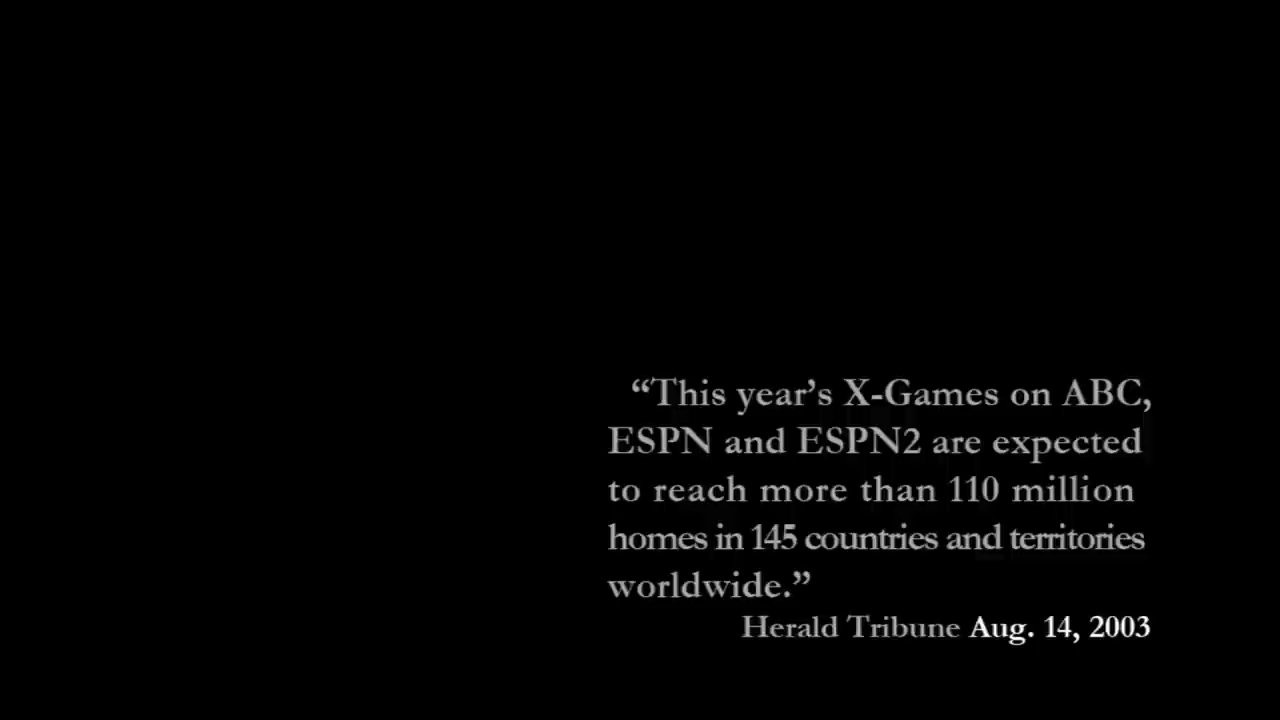 “This year’s X-Games on ABC,
ESPN and ESPN2 are expected
to reach more than 110 million
homes in 145 countries and territories
worldwide.”
Herald Tribune Aug. 14, 2003